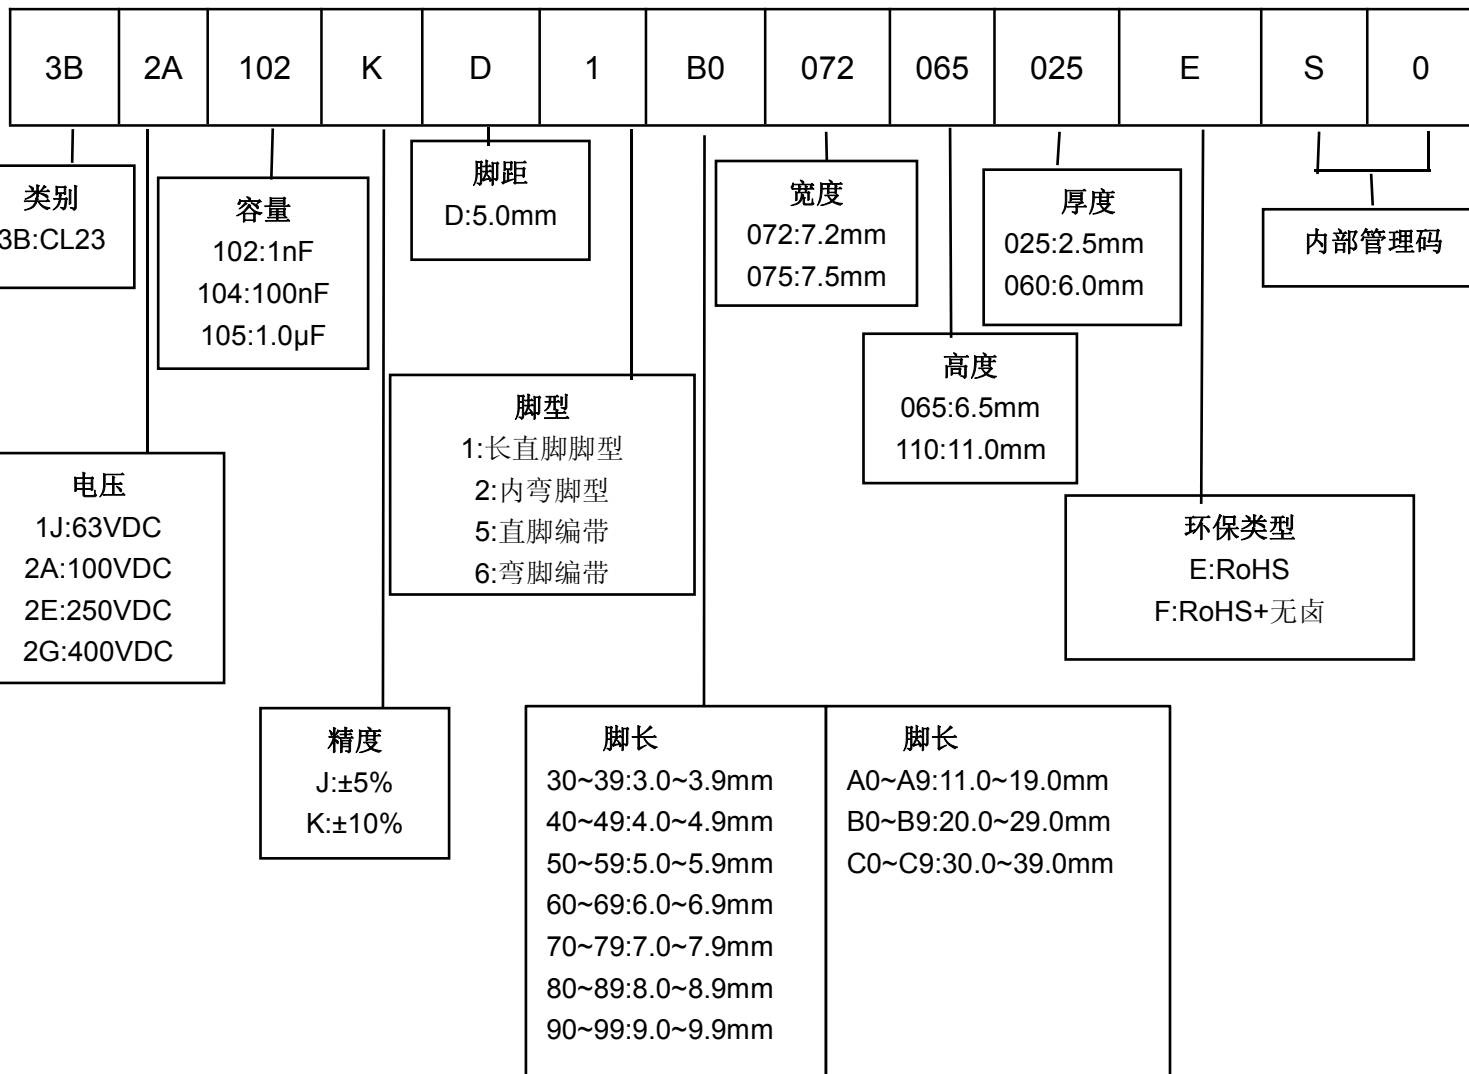 3B 2A 102 K D 1 B0 072 065 025 E S 0
类别
3B:CL23
容量
102:1nF
104:100nF
105:1.0μF
脚距
D:5.0mm
宽度
072:7.2mm
075:7.5mm
厚度
025:2.5mm
060:6.0mm
内部管理码
高度
065:6.5mm
110:11.0mm
脚型
1:长直脚脚型
2:内弯脚型
5:直脚编带
6:弯脚编带
电压
1J:63VDC
2A:100VDC
2E:250VDC
2G:400VDC
环保类型
E:RoHS
F:RoHS+无卤
精度
J:±5%
K:±10%
脚长
30~39:3.0~3.9mm
40~49:4.0~4.9mm
50~59:5.0~5.9mm
60~69:6.0~6.9mm
70~79:7.0~7.9mm
80~89:8.0~8.9mm
90~99:9.0~9.9mm
脚长
A0~A9:11.0~19.0mm
B0~B9:20.0~29.0mm
C0~C9:30.0~39.0mm